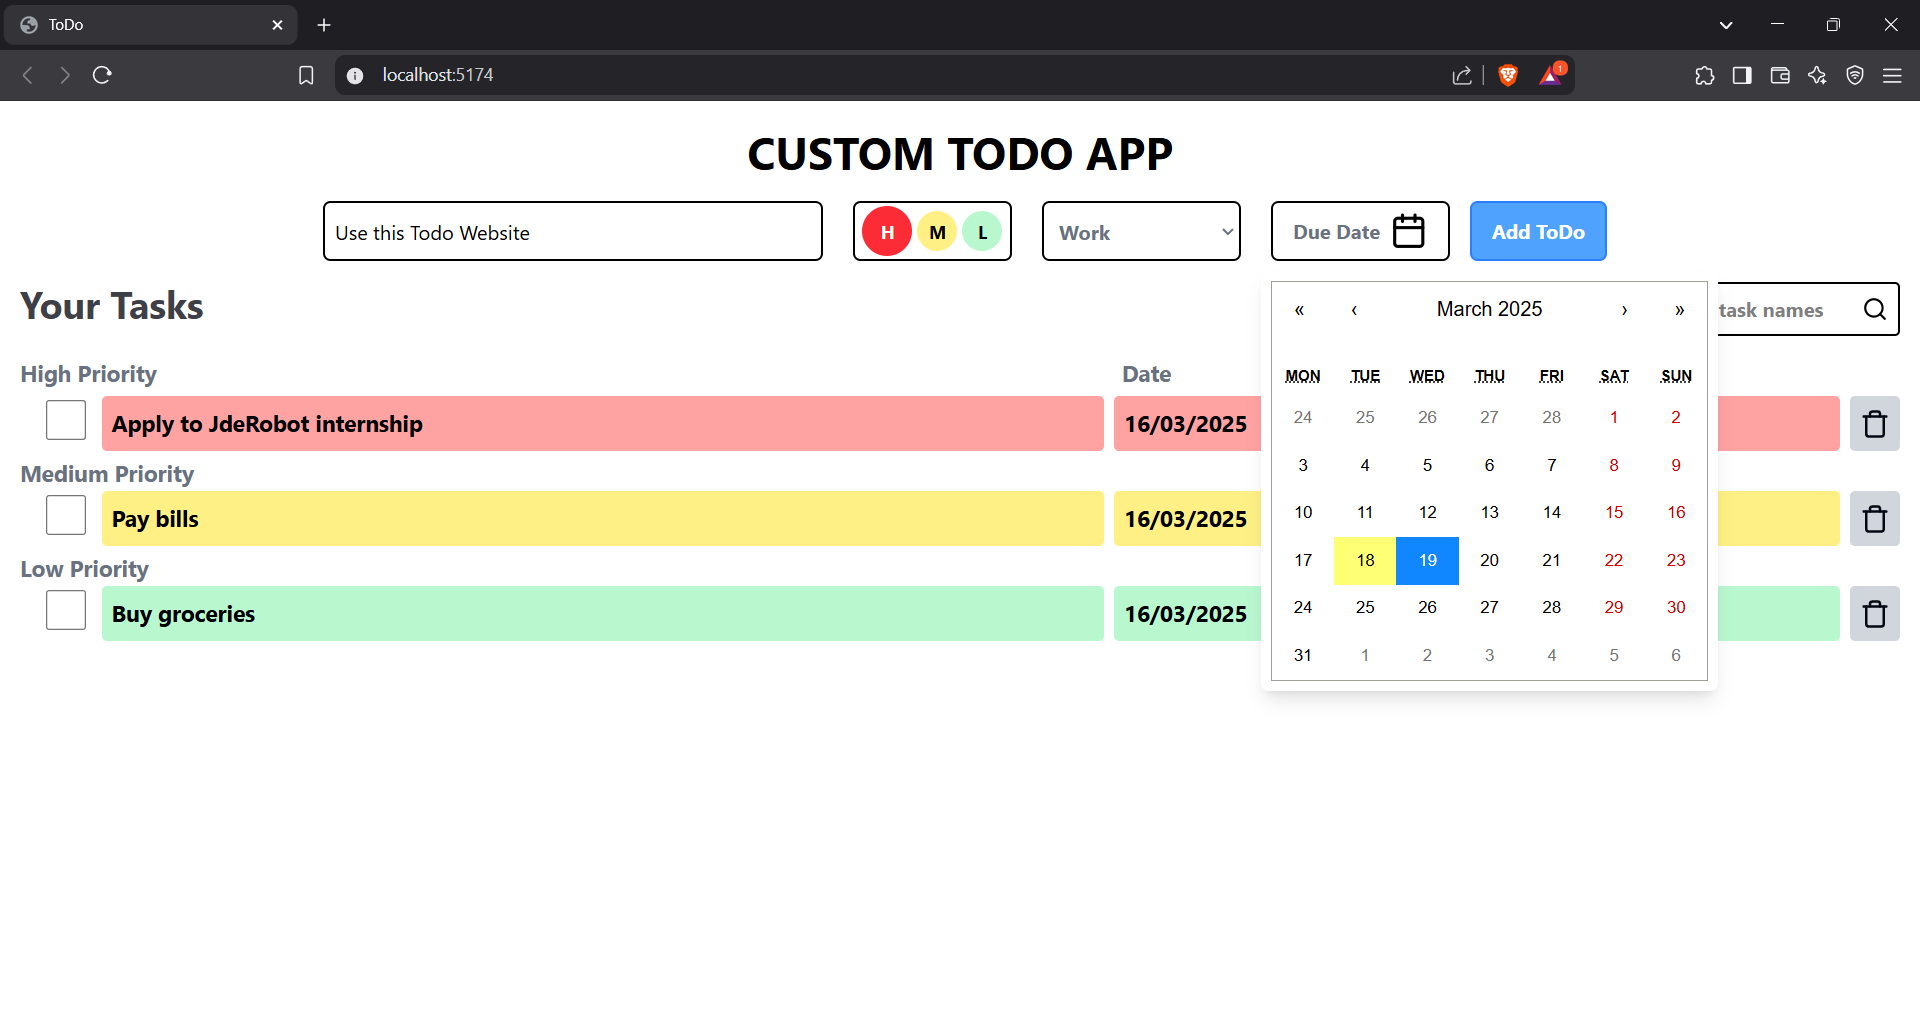 ToDo
localhost:5174
1
CUSTOM TODO APP
Use this Todo Website
H M L
Work
Due Date
Add ToDo
Your Tasks
task names
« ‹ March 2025 › »
MON TUE WED THU FRI SAT SUN
24 25 26 27 28 1 2
3 4 5 6 7 8 9
10 11 12 13 14 15 16
17 18 19 20 21 22 23
24 25 26 27 28 29 30
31 1 2 3 4 5 6
High Priority Date
Apply to JdeRobot internship 16/03/2025
Medium Priority
Pay bills 16/03/2025
Low Priority
Buy groceries 16/03/2025